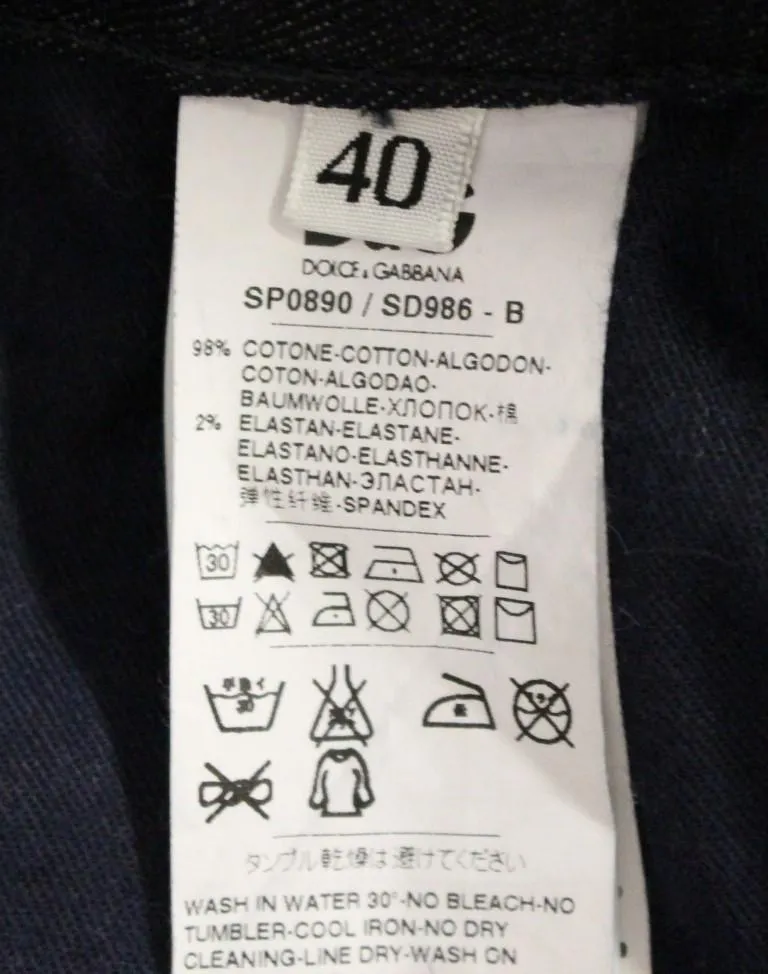 40
D&G
DOLCE & GABBANA
SP0890 / SD986 - B
98% COTONE-COTTON-ALGODON-
COTON-ALGODAO-
BAUMWOLLE-ХЛОПОК-棉
2% ELASTAN-ELASTANE-
ELASTANO-ELASTHANNE-
ELASTHAN-ЭЛАСТАН-
弹性纤维-SPANDEX
30
30
手洗イ
30
タンブル乾燥は避けてください
WASH IN WATER 30°-NO BLEACH-NO
TUMBLER-COOL IRON-NO DRY
CLEANING-LINE DRY-WASH ON